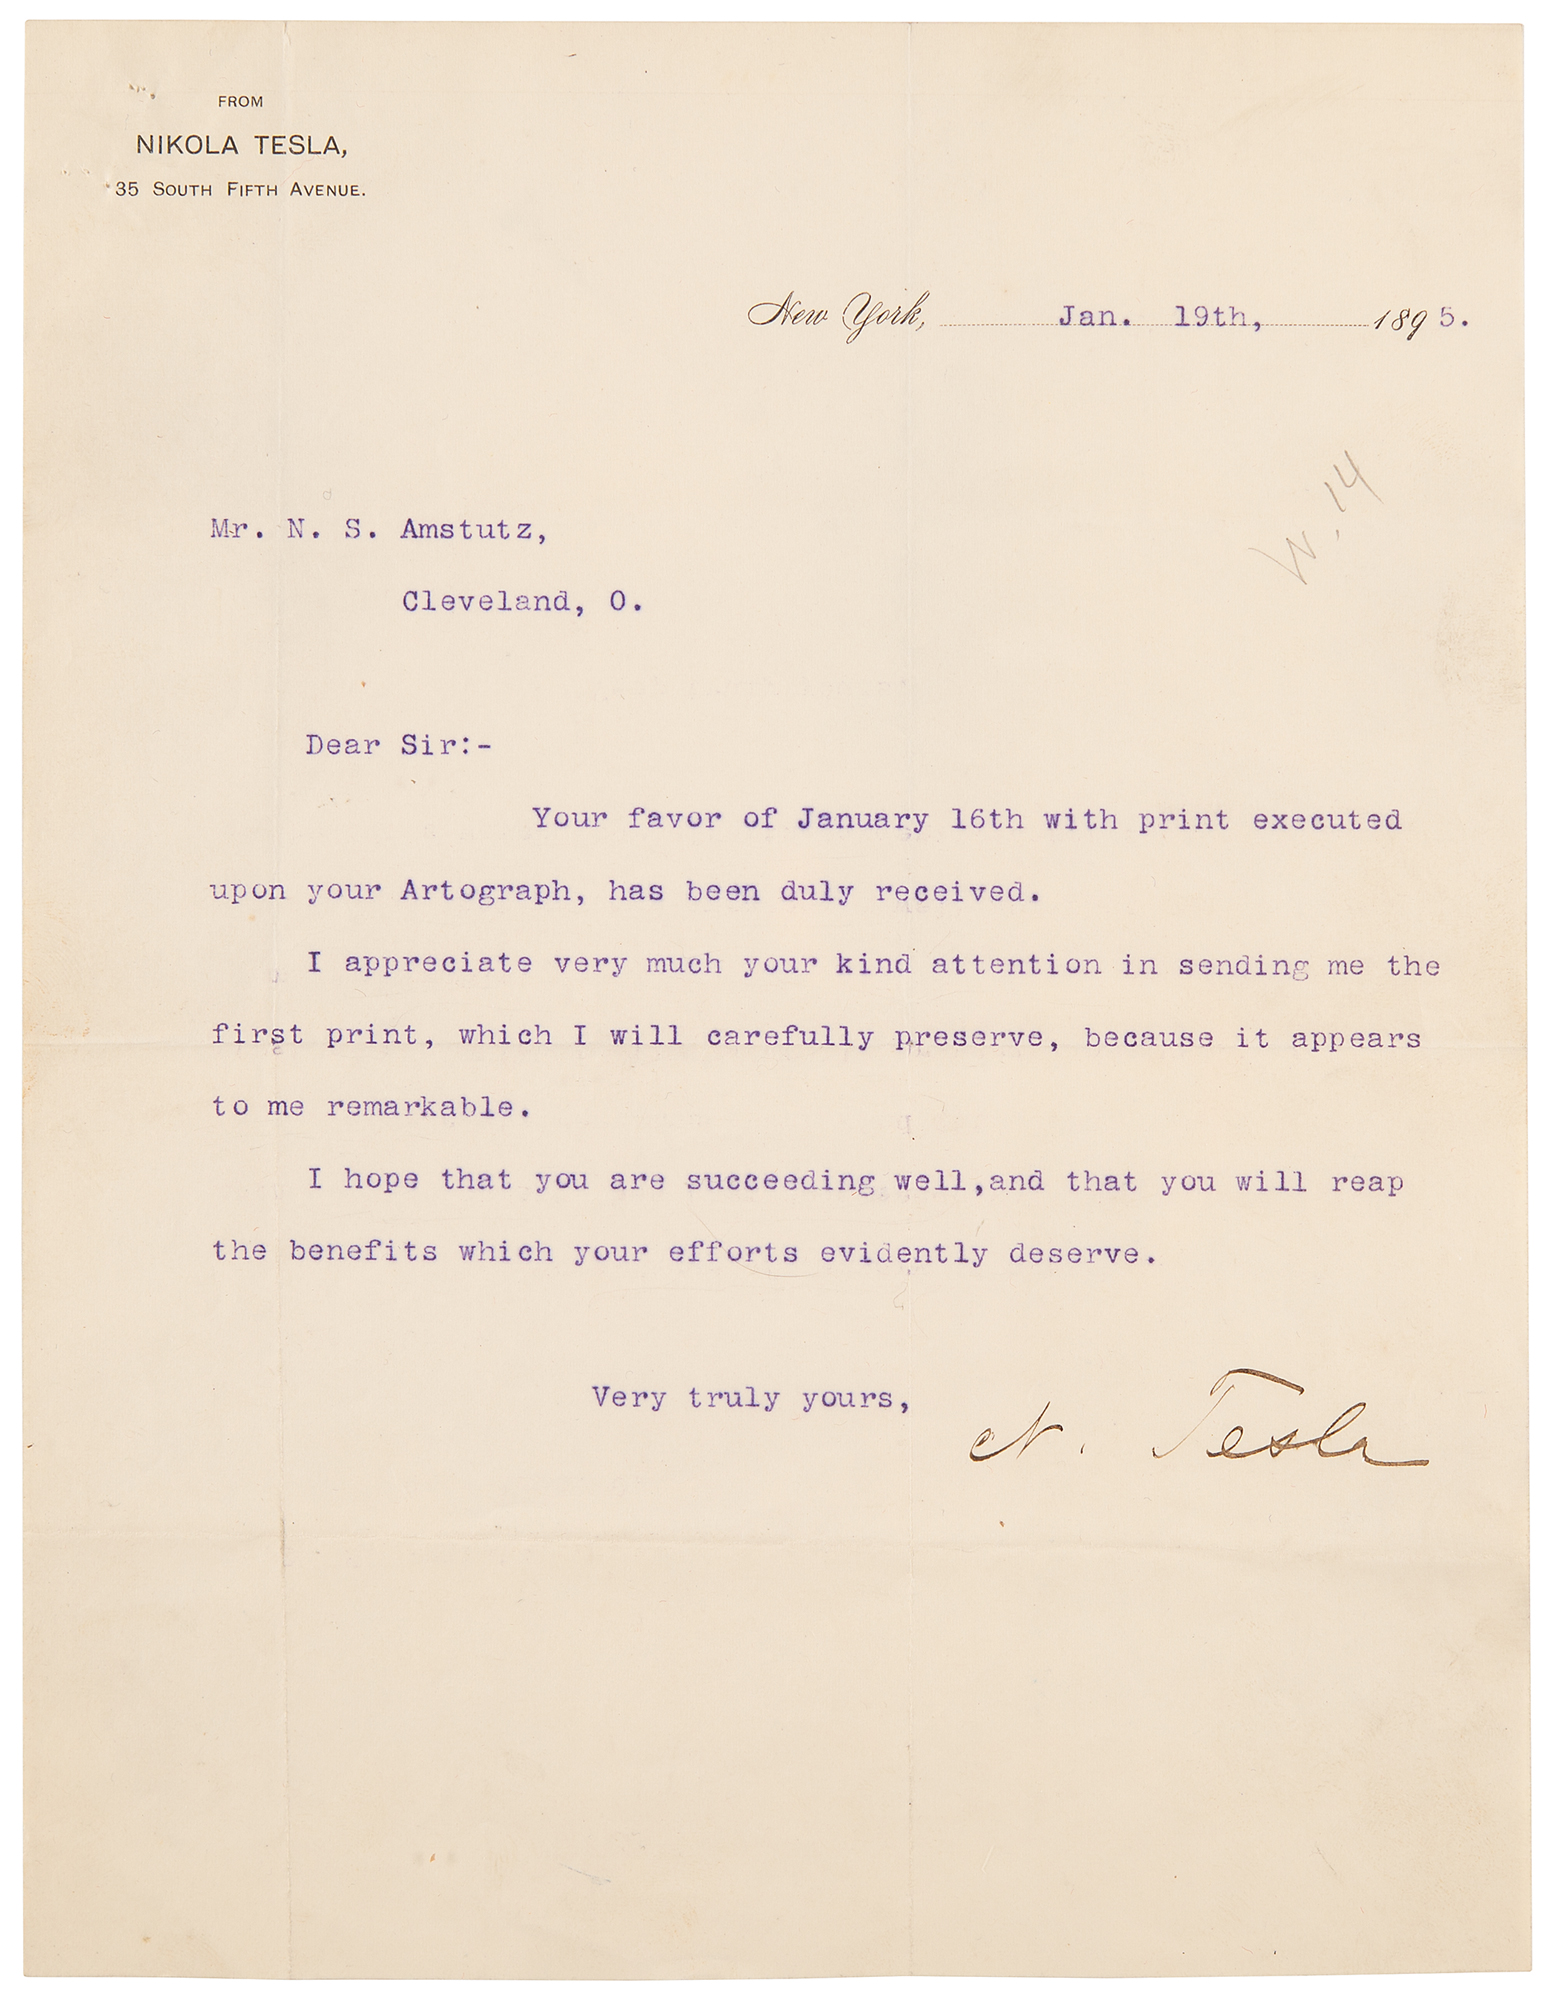 FROM
NIKOLA TESLA,
35 SOUTH FIFTH AVENUE.
New York, Jan. 19th, 1895.
W. 14
Mr. N. S. Amstutz,
Cleveland, O.
Dear Sir:-
Your favor of January 16th with print executed
upon your Artograph, has been duly received.
I appreciate very much your kind attention in sending me the
first print, which I will carefully preserve, because it appears
to me remarkable.
I hope that you are succeeding well,and that you will reap
the benefits which your efforts evidently deserve.
Very truly yours,
N. Tesla